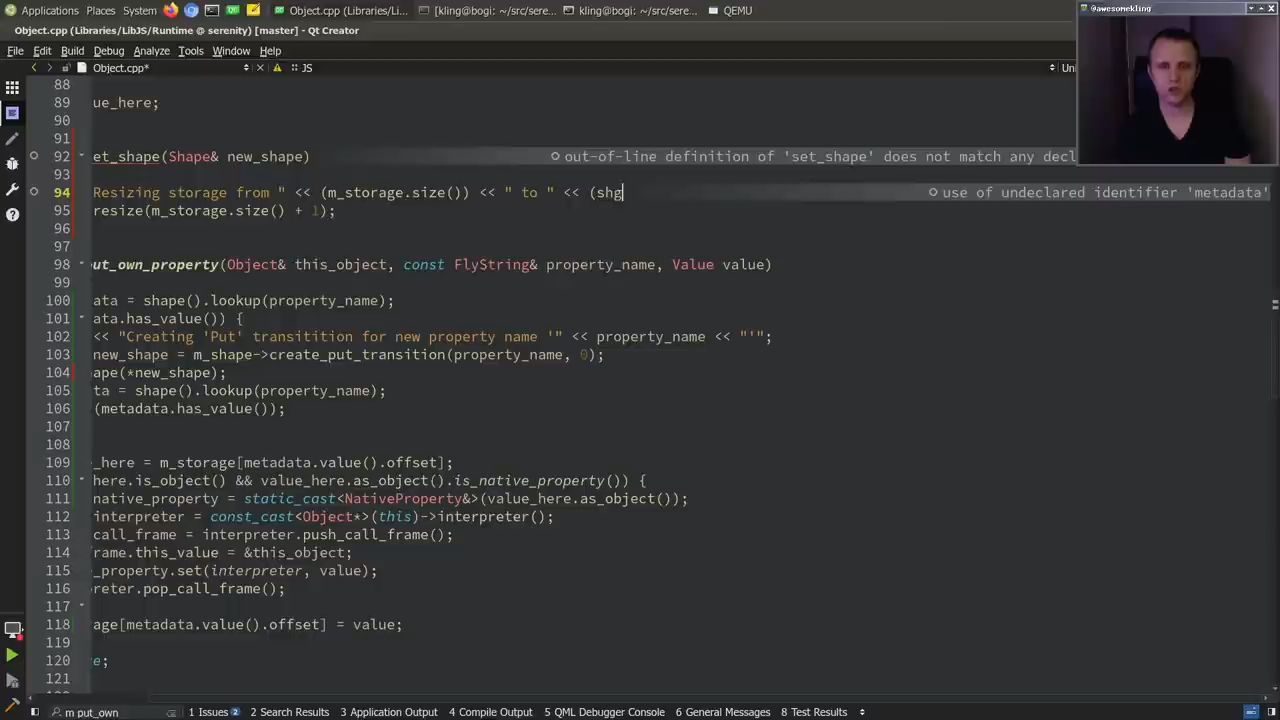 Applications Places System Object.cpp (Libraries/Li... [kling@bogi:~/src/sere... kling@bogi:~/src/sere... QEMU
@awesomekling
Object.cpp (Libraries/LibJS/Runtime @ serenity) [master] - Qt Creator
File Edit Build Debug Analyze Tools Window Help
Object.cpp* JS Uni
88
89 ue_here;
90
91
92 et_shape(Shape& new_shape) out-of-line definition of 'set_shape' does not match any decl
93
94 Resizing storage from " << (m_storage.size()) << " to " << (shg use of undeclared identifier 'metadata'
95 resize(m_storage.size() + 1);
96
98 out_own_property(Object& this_object, const FlyString& property_name, Value value)
99
100 ata = shape().lookup(property_name);
101 ata.has_value()) {
102 << "Creating 'Put' transitition for new property name '" << property_name << "'";
103 new_shape = m_shape->create_put_transition(property_name, 0);
104 hape(*new_shape);
105 ta = shape().lookup(property_name);
106 (metadata.has_value());
107
108
109 _here = m_storage[metadata.value().offset];
110 here.is_object() && value_here.as_object().is_native_property()) {
111 native_property = static_cast<NativeProperty&>(value_here.as_object());
112 interpreter = const_cast<Object*>(this)->interpreter();
113 call_frame = interpreter.push_call_frame();
114 frame.this_value = &this_object;
115 _property.set(interpreter, value);
116 reter.pop_call_frame();
117
118 age[metadata.value().offset] = value;
119
120 e;
121
m put_own 1 Issues 2 2 Search Results 3 Application Output 4 Compile Output 5 QML Debugger Console 6 General Messages 8 Test Results